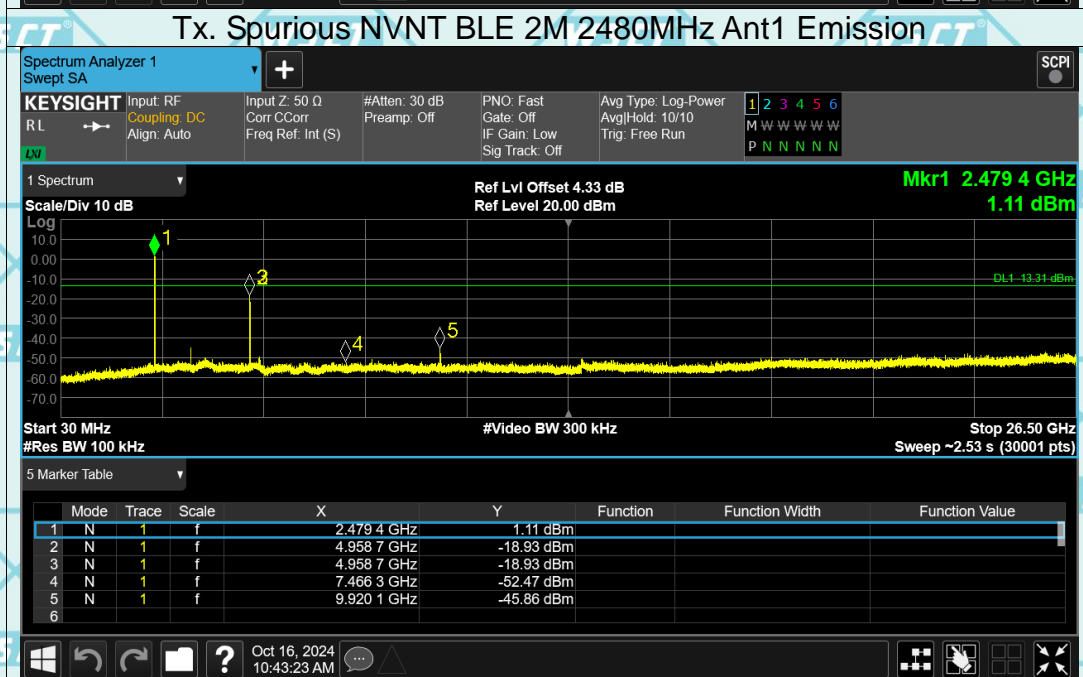 Tx. Spurious NVNT BLE 2M 2480MHz Ant1 Emission
Spectrum Analyzer 1
Swept SA
+
SCPI
KEYSIGHT
R L
LXI
Input: RF
Coupling: DC
Align: Auto
Input Z: 50 Ω
Corr CCorr
Freq Ref: Int (S)
#Atten: 30 dB
Preamp: Off
PNO: Fast
Gate: Off
IF Gain: Low
Sig Track: Off
Avg Type: Log-Power
Avg|Hold: 10/10
Trig: Free Run
1 2 3 4 5 6
M W W W W W
P N N N N N
1 Spectrum
Scale/Div 10 dB
Ref Lvl Offset 4.33 dB
Ref Level 20.00 dBm
Mkr1 2.479 4 GHz
1.11 dBm
Log
10.0
0.00
-10.0
-20.0
-30.0
-40.0
-50.0
-60.0
-70.0
1
3
4
5
DL1 -13.31 dBm
Start 30 MHz
#Res BW 100 kHz
#Video BW 300 kHz
Stop 26.50 GHz
Sweep ~2.53 s (30001 pts)
5 Marker Table
Mode Trace Scale X Y Function Function Width Function Value
1 N 1 f 2.479 4 GHz 1.11 dBm
2 N 1 f 4.958 7 GHz -18.93 dBm
3 N 1 f 4.958 7 GHz -18.93 dBm
4 N 1 f 7.466 3 GHz -52.47 dBm
5 N 1 f 9.920 1 GHz -45.86 dBm
6
?
Oct 16, 2024
10:43:23 AM